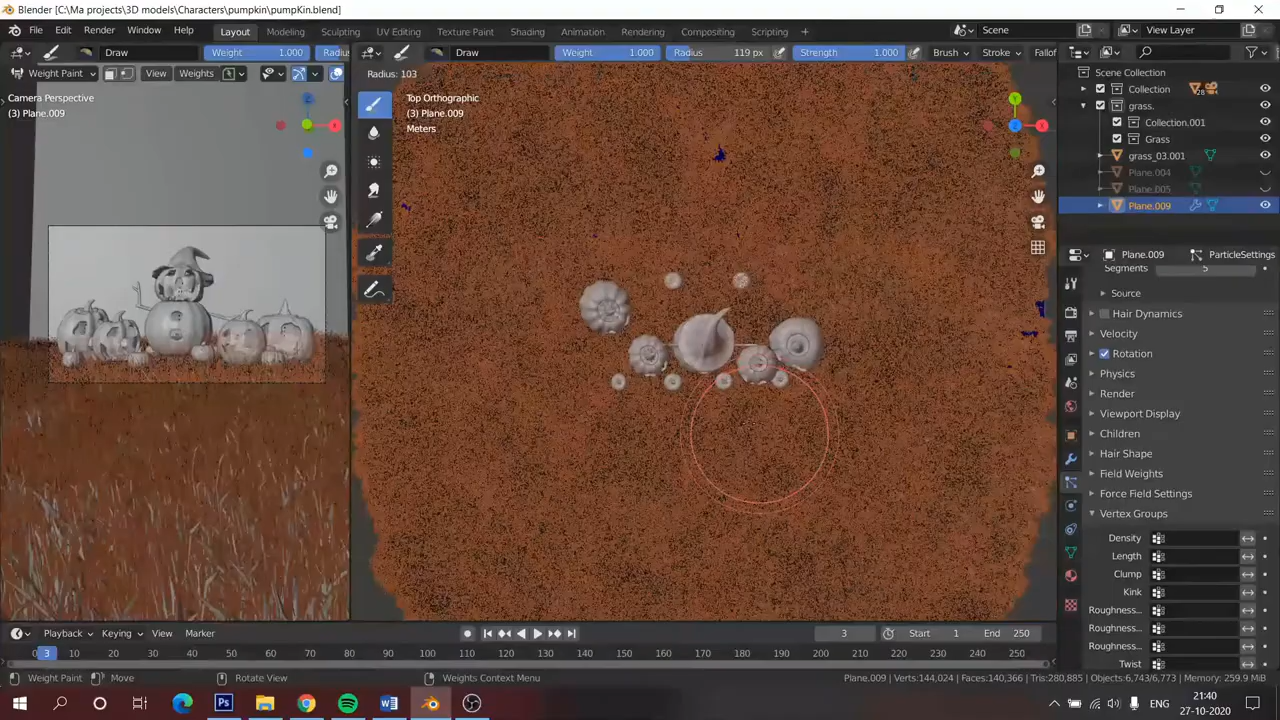 Blender [C:\Ma projects\3D models\Characters\pumpkin\pumpKin.blend]
File Edit Render Window Help Layout Modeling Sculpting UV Editing Texture Paint Shading Animation Rendering Compositing Scripting + Scene View Layer
Draw Weight 1.000 Radius Draw Weight 1.000 Radius 119 px Strength 1.000 Brush Stroke Fallof
Weight Paint View Weights Radius: 103
Camera Perspective
(3) Plane.009
Top Orthographic
(3) Plane.009
Meters
Scene Collection
Collection 28
grass.
Collection.001
Grass
grass_03.001
Plane.004
Plane.005
Plane.009
Plane.009 ParticleSettings
Segments 5
Source
Hair Dynamics
Velocity
Rotation
Physics
Render
Viewport Display
Children
Hair Shape
Field Weights
Force Field Settings
Vertex Groups
Density
Length
Clump
Kink
Roughness...
Roughness...
Roughness...
Twist
Playback Keying View Marker 3 Start 1 End 250
0 3 10 20 30 40 50 60 70 80 90 100 110 120 130 140 150 160 170 180 190 200 210 220 230 240 250
Weight Paint Move Rotate View Weights Context Menu Plane.009 | Verts:144,024 | Faces:140,366 | Tris:280,885 | Objects:6,743/6,773 | Memory: 259.9 MiB
21:40
27-10-2020